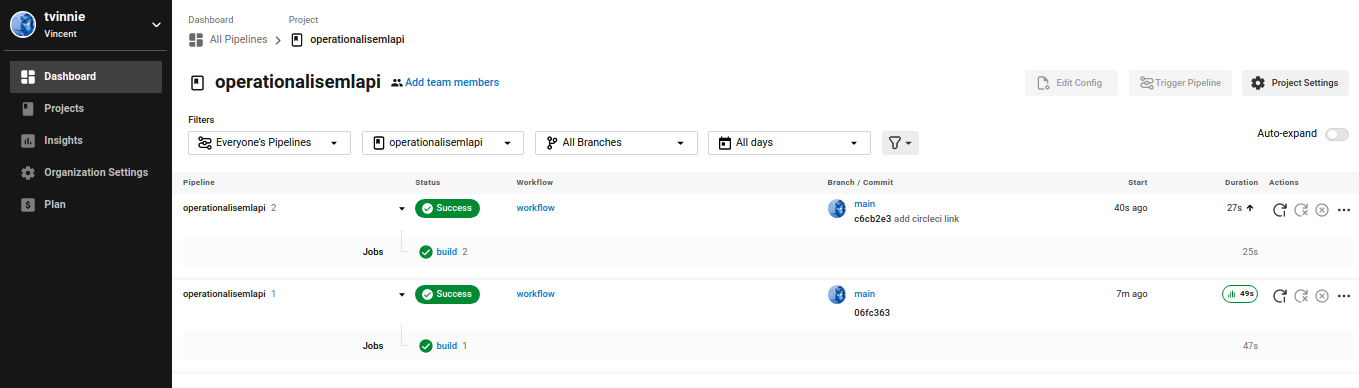 tvinnie
Vincent
Dashboard
Projects
Insights
Organization Settings
Plan
Dashboard Project
All Pipelines operationalisemlapi
operationalisemlapi Add team members Edit Config Trigger Pipeline Project Settings
Filters
Everyone's Pipelines operationalisemlapi All Branches All days Auto-expand
Pipeline Status Workflow Branch / Commit Start Duration Actions
operationalisemlapi 2 Success workflow main 40s ago 27s
c6cb2e3 add circleci link
Jobs build 2 25s
operationalisemlapi 1 Success workflow main 7m ago 49s
06fc363
Jobs build 1 47s